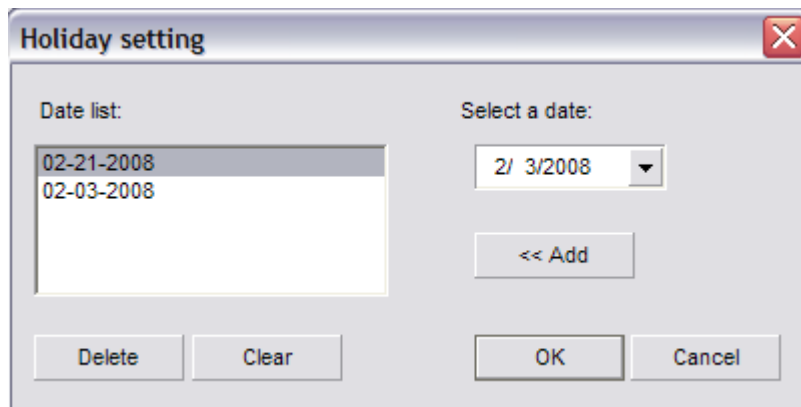 Holiday setting
Date list:
Select a date:
02-21-2008
02-03-2008
2/ 3/2008
<< Add
Delete
Clear
OK
Cancel